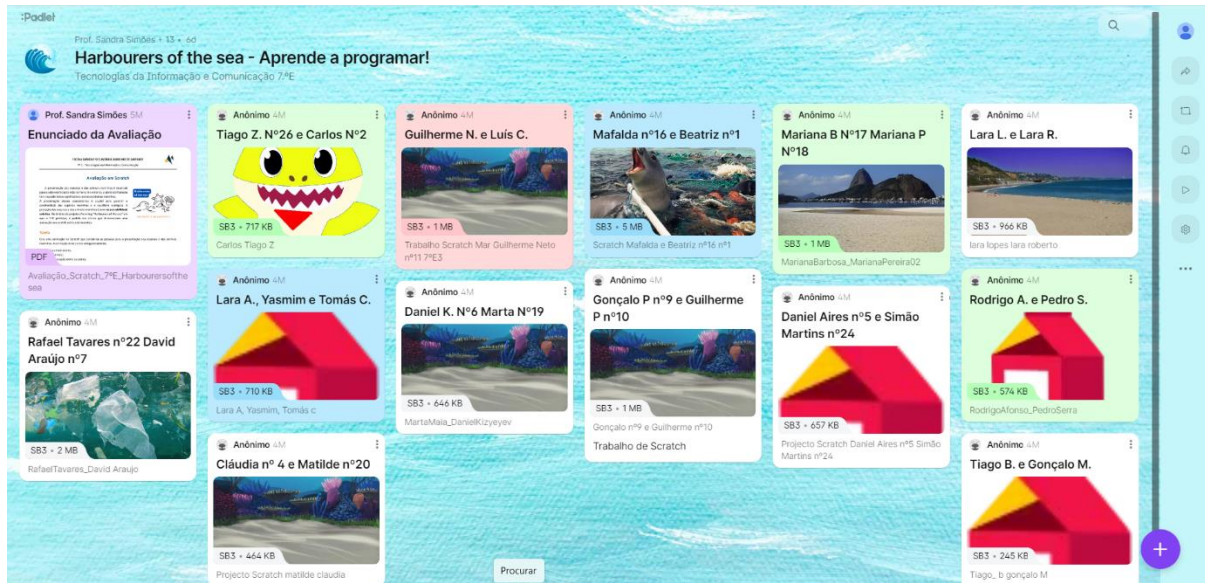 :Padlet
Prof. Sandra Simões + 13 • 6d
Harbourers of the sea - Aprende a programar!
Tecnologias da Informação e Comunicação 7.ºE
Prof. Sandra Simões 5M
Enunciado da Avaliação
Avaliação em Scratch
PDF
Avaliação_Scratch_7ºE_Harbourersofthe
sea
Anônimo 4M
Rafael Tavares nº22 David
Araújo nº7
SB3 • 2 MB
RafaelTavares_David Araujo
Anônimo 4M
Tiago Z. Nº26 e Carlos Nº2
SB3 • 717 KB
Carlos Tiago Z
Anônimo 4M
Lara A., Yasmim e Tomás C.
SB3 • 710 KB
Lara A, Yasmim, Tomás c
Anônimo 4M
Cláudia nº 4 e Matilde nº20
SB3 • 464 KB
Projecto Scratch matilde claudia
Anônimo 4M
Guilherme N. e Luís C.
SB3 • 1 MB
Trabalho Scratch Mar Guilherme Neto
nº11 7ºE3
Anônimo 4M
Daniel K. Nº6 Marta Nº19
SB3 • 646 KB
MartaMaia_DanielKizyeyev
Anônimo 4M
Mafalda nº16 e Beatriz nº1
SB3 • 5 MB
Scratch Mafalda e Beatriz nº16 nº1
Anônimo 4M
Gonçalo P nº9 e Guilherme
P nº10
SB3 • 1 MB
Gonçalo nº9 e Guilherme nº10
Trabalho de Scratch
Anônimo 4M
Mariana B Nº17 Mariana P
Nº18
SB3 • 1 MB
MarianaBarbosa_MarianaPereira02
Anônimo 4M
Daniel Aires nº5 e Simão
Martins nº24
SB3 • 657 KB
Projecto Scratch Daniel Aires nº5 Simão
Martins nº24
Anônimo 4M
Lara L. e Lara R.
SB3 • 966 KB
lara lopes lara roberto
Anônimo 4M
Rodrigo A. e Pedro S.
SB3 • 574 KB
RodrigoAfonso_PedroSerra
Anônimo 4M
Tiago B. e Gonçalo M.
SB3 • 245 KB
Tiago_ b gonçalo M
Procurar